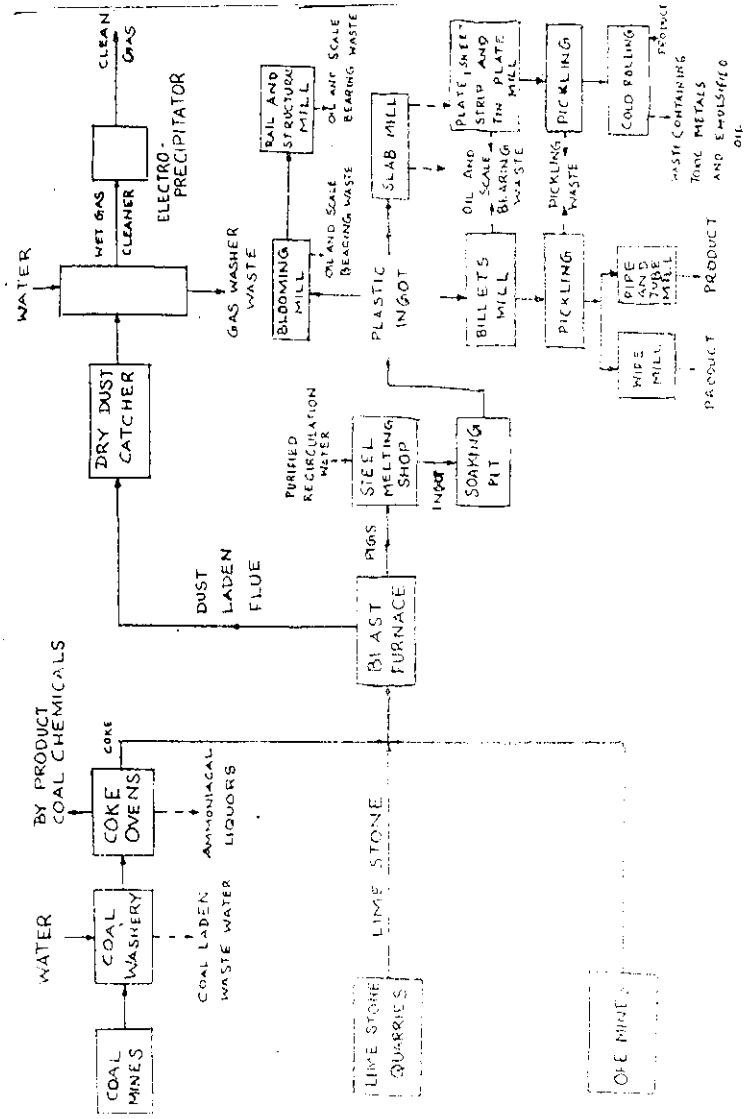 COAL
MINES
WATER
COAL
WASHERY
COAL LADEN
WASTE WATER
BY PRODUCT
COAL CHEMICALS
COKE
OVENS
COKE
AMMONIACAL
LIQUORS
LIME STONE
QUARRIES
LIME STONE
ORE MINES
BLAST
FURNACE
DUST
LADEN
FLUE
DRY DUST
CATCHER
WATER
WET GAS
CLEANER
GAS WASHER
WASTE
ELECTRO-
PRECIPITATOR
CLEAN
GAS
PIGS
PURIFIED
RECIRCULATION
WATER
STEEL
MELTING
SHOP
INGOT
SOAKING
PIT
PLASTIC
INGOT
BLOOMING
MILL
OIL AND SCALE
BEARING WASTE
RAIL AND
STRUCTURAL
MILL
OIL AND SCALE
BEARING WASTE
SLAB MILL
PLATE, SHEET
STRIP AND
TIN PLATE
MILL
OIL AND
SCALE
BEARING
WASTE
BILLETS
MILL
PICKLING
PICKLING
WASTE
PICKLING
COLD ROLLING
PRODUCT
WASTE CONTAINING
TOXIC METALS
AND EMULSIFIED
OIL
WIRE
MILL
PRODUCT
PIPE
AND
TUBE
MILL
PRODUCT